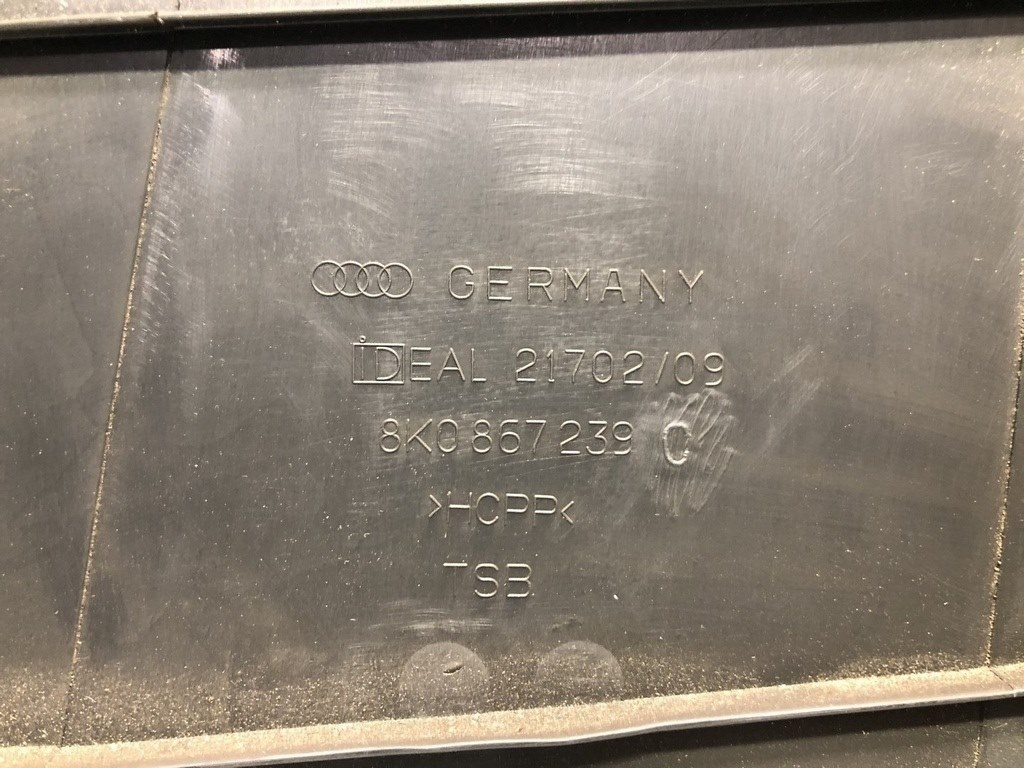 GERMANY
iDEAL 21702/09
8K0 867 239 C
>HCPP<
TSB